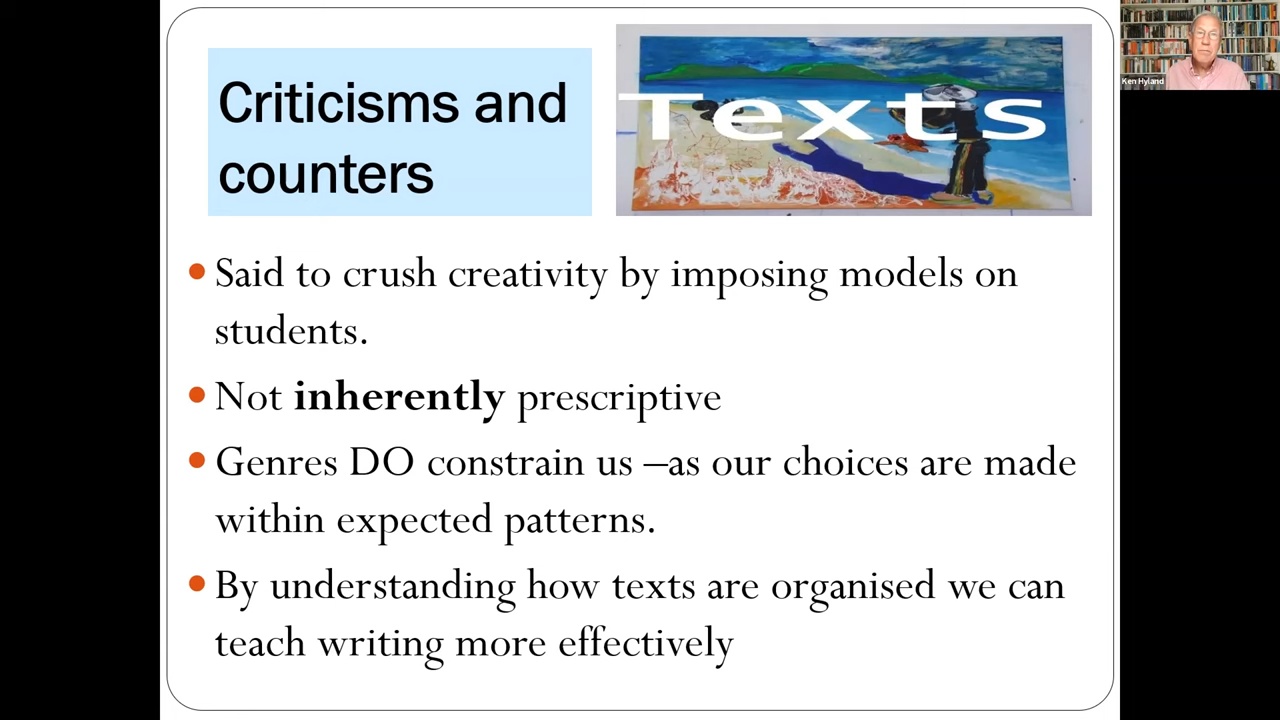 Criticisms and
counters
Texts
Ken Hyland
Said to crush creativity by imposing models on
students.
Not inherently prescriptive
Genres DO constrain us –as our choices are made
within expected patterns.
By understanding how texts are organised we can
teach writing more effectively